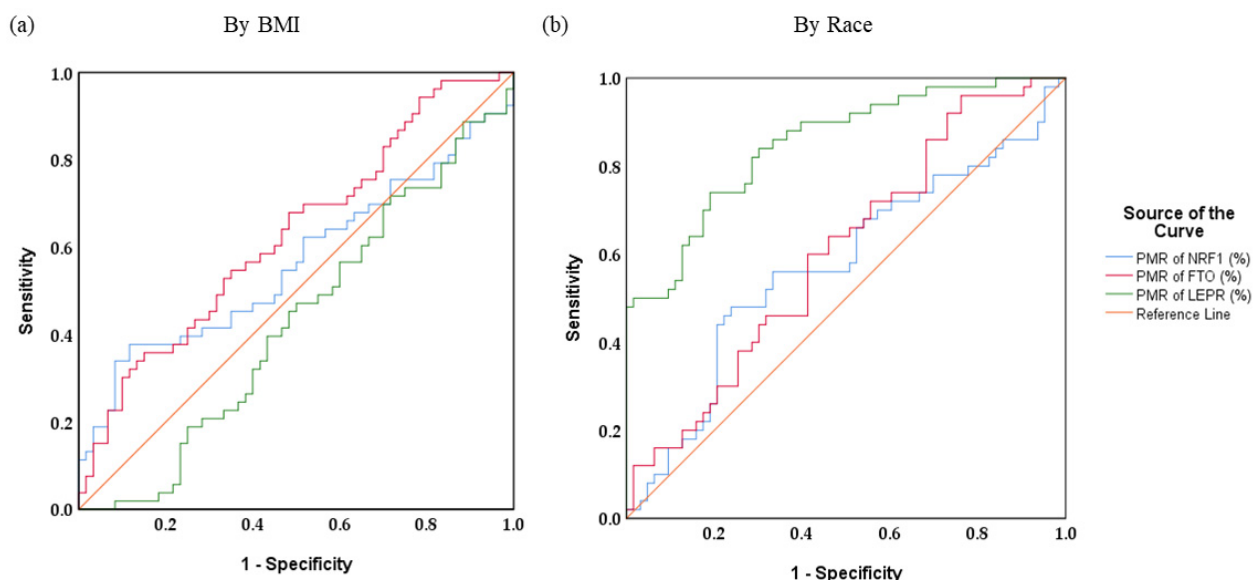 (a) By BMI
(b) By Race
1.0
0.8
0.6
0.4
0.2
0.0
Sensitivity
0.2 0.4 0.6 0.8 1.0
1 - Specificity
1.0
0.8
0.6
0.4
0.2
0.0
Sensitivity
0.2 0.4 0.6 0.8 1.0
1 - Specificity
Source of the
Curve
PMR of NRF1 (%)
PMR of FTO (%)
PMR of LEPR (%)
Reference Line